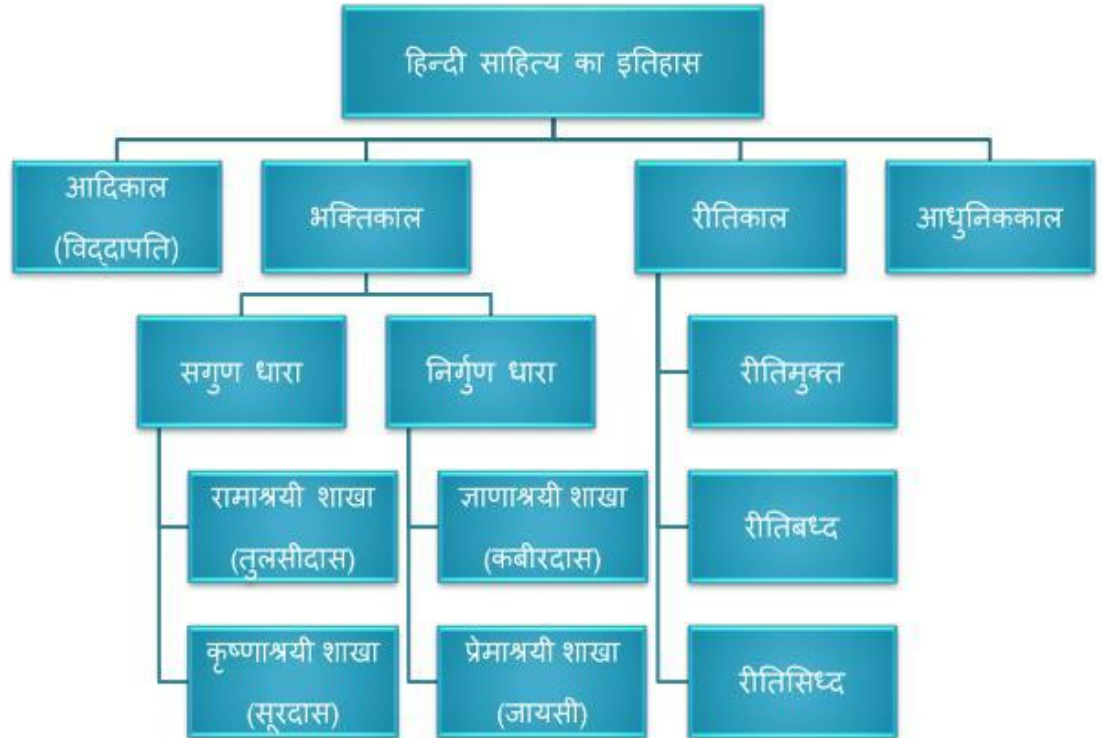 हिन्दी साहित्य का इतिहास
आदिकाल
(विद्दापति)
भक्तिकाल
रीतिकाल
आधुनिककाल
सगुण धारा
निर्गुण धारा
रीतिमुक्त
रामाश्रयी शाखा
(तुलसीदास)
ज्ञाणाश्रयी शाखा
(कबीरदास)
रीतिबध्द
कृष्णाश्रयी शाखा
(सूरदास)
प्रेमाश्रयी शाखा
(जायसी)
रीतिसिध्द